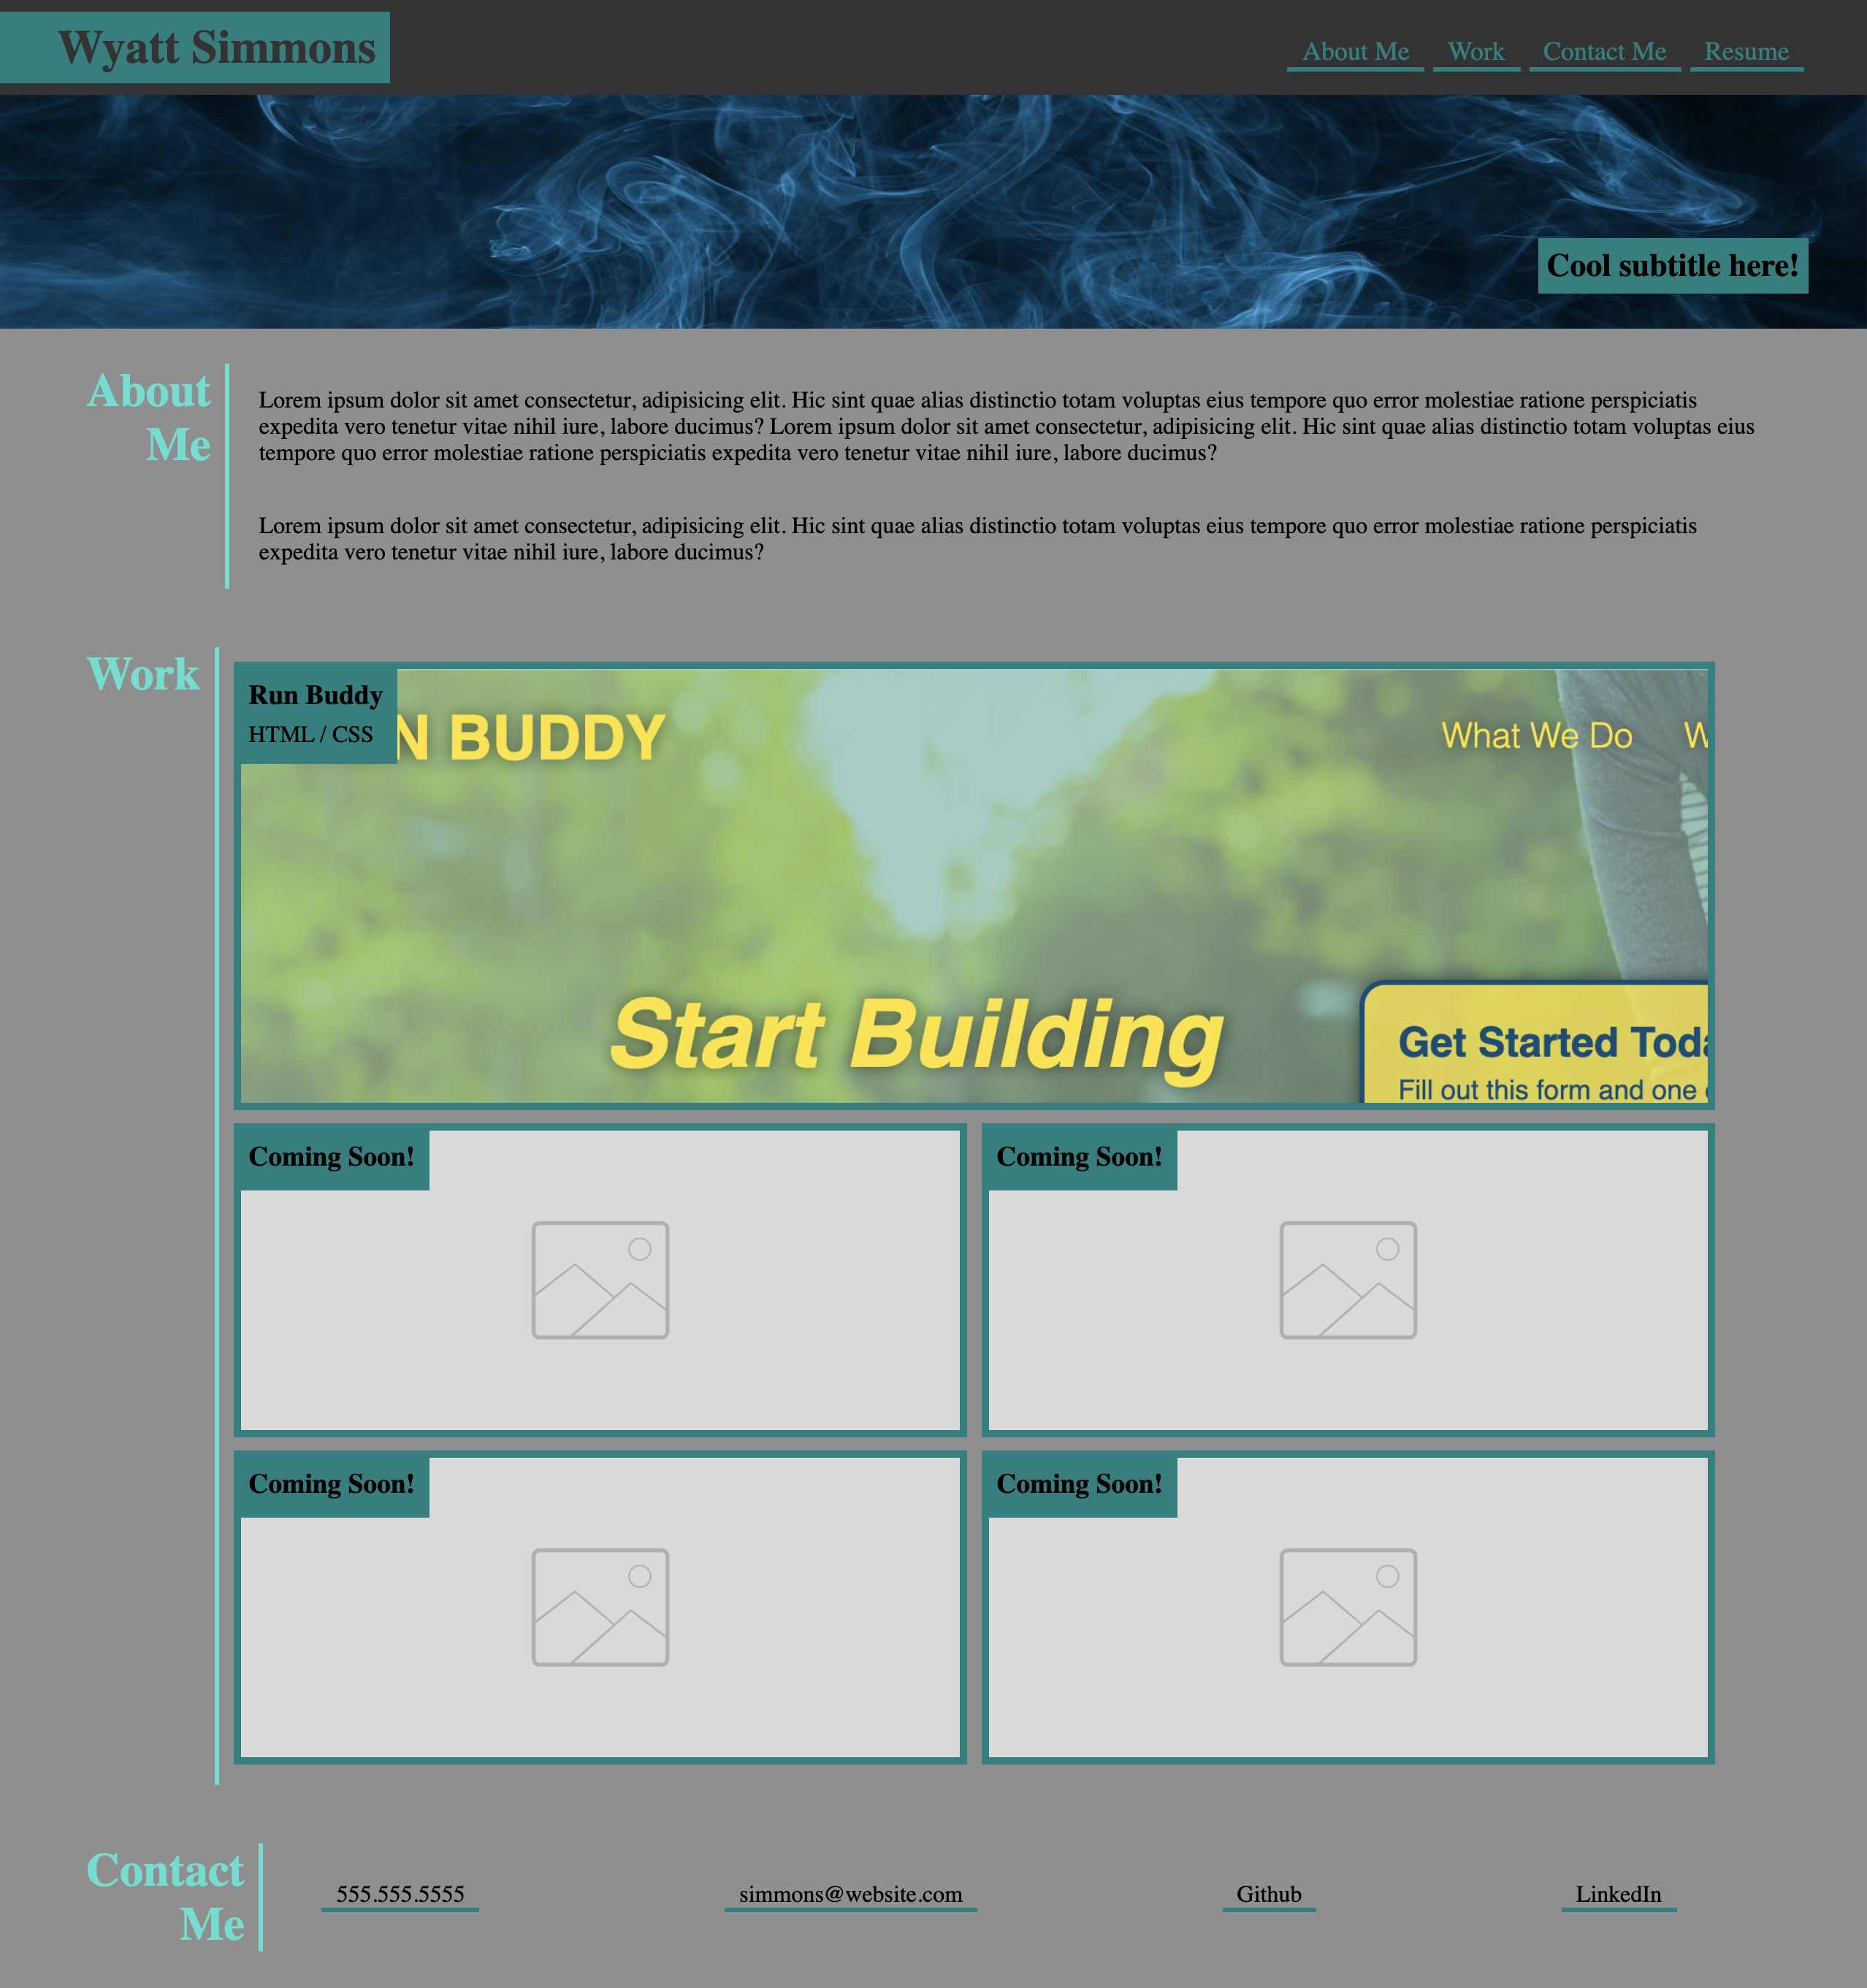 Wyatt Simmons
About Me Work Contact Me Resume
Cool subtitle here!
About
Me
Lorem ipsum dolor sit amet consectetur, adipisicing elit. Hic sint quae alias distinctio totam voluptas eius tempore quo error molestiae ratione perspiciatis
expedita vero tenetur vitae nihil iure, labore ducimus? Lorem ipsum dolor sit amet consectetur, adipisicing elit. Hic sint quae alias distinctio totam voluptas eius
tempore quo error molestiae ratione perspiciatis expedita vero tenetur vitae nihil iure, labore ducimus?
Lorem ipsum dolor sit amet consectetur, adipisicing elit. Hic sint quae alias distinctio totam voluptas eius tempore quo error molestiae ratione perspiciatis
expedita vero tenetur vitae nihil iure, labore ducimus?
Work
Run Buddy
HTML / CSS
N BUDDY
What We Do W
Start Building
Get Started Toda
Fill out this form and one
Coming Soon!
Coming Soon!
Coming Soon!
Coming Soon!
Contact
Me
555.555.5555
simmons@website.com
Github
LinkedIn